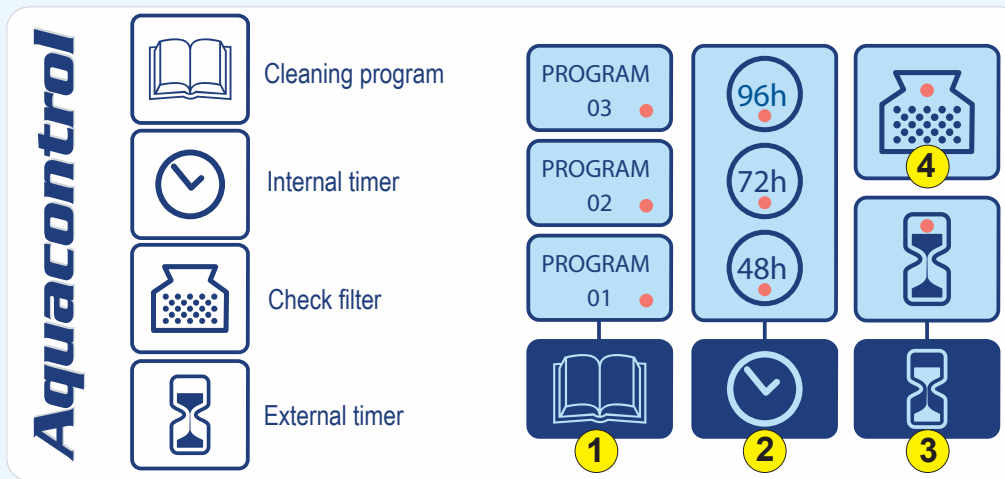 Aquacontrol
Cleaning program
Internal timer
Check filter
External timer
PROGRAM
03
PROGRAM
02
PROGRAM
01
1
96h
72h
48h
2
4
3